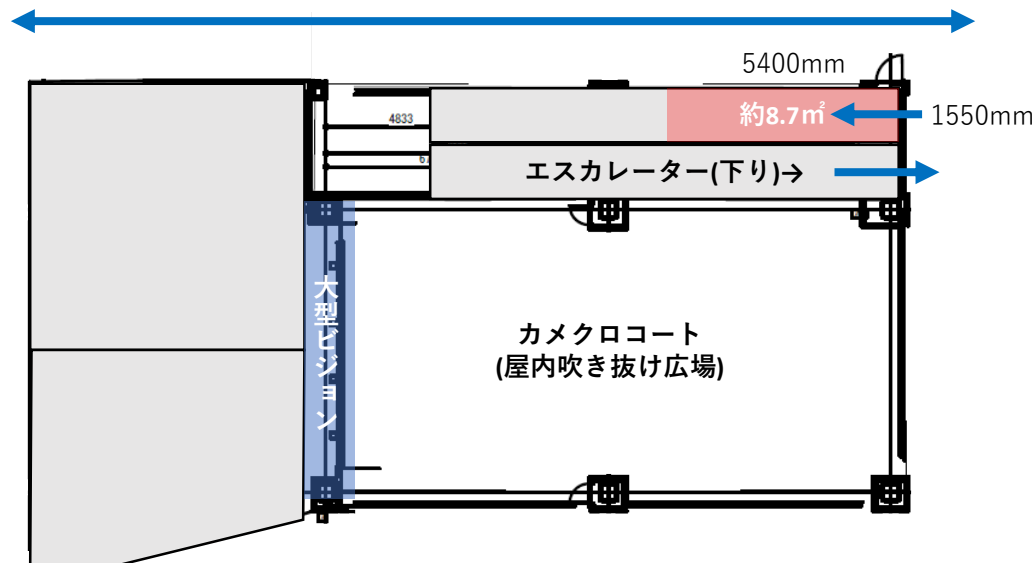 5400mm
約8.7㎡
1550mm
4833
エスカレーター(下り)→
大型ビジョン
カメクロコート
(屋内吹き抜け広場)